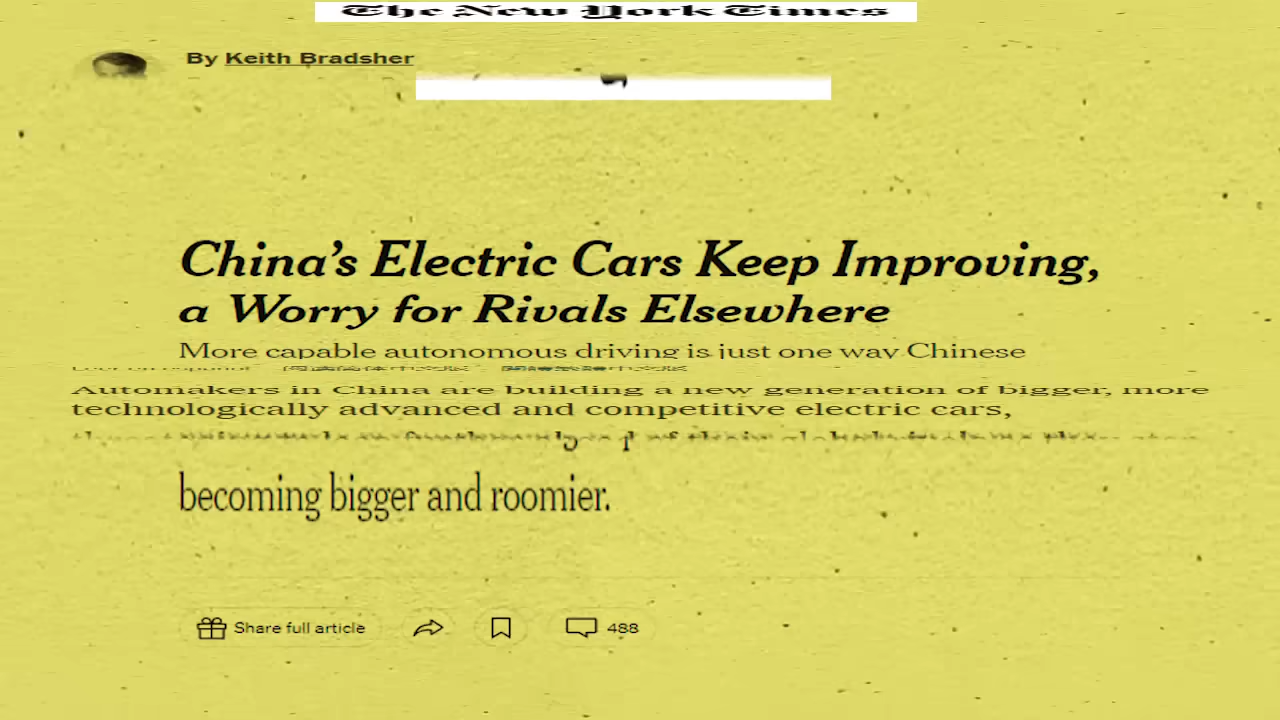 The New York Times
By Keith Bradsher
China's Electric Cars Keep Improving,
a Worry for Rivals Elsewhere
More capable autonomous driving is just one way Chinese
Automakers in China are building a new generation of bigger, more
technologically advanced and competitive electric cars,
becoming bigger and roomier.
Share full article
488